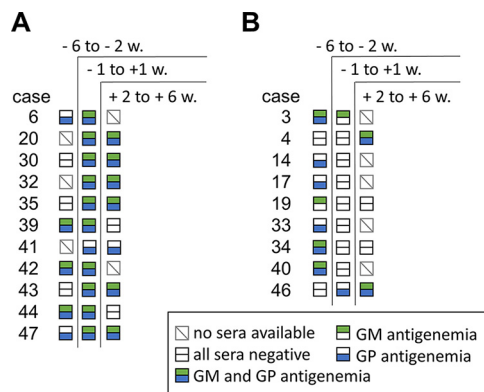 A
- 6 to - 2 w.
- 1 to +1 w.
case
+ 2 to + 6 w.
6
20
30
32
35
39
41
42
43
44
47
B
- 6 to - 2 w.
- 1 to +1 w.
case
+ 2 to + 6 w.
3
4
14
17
19
33
34
40
46
no sera available
all sera negative
GM and GP antigenemia
GM antigenemia
GP antigenemia